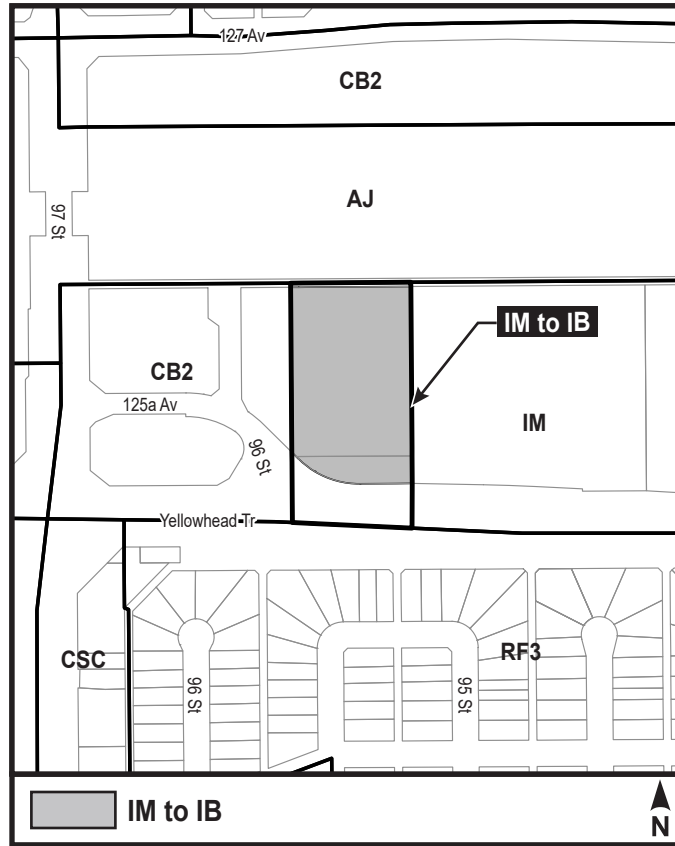 127 Av
CB2
AJ
97 St
IM to IB
CB2
125a Av
IM
96 St
Yellowhead Tr
CSC
RF3
96 St
95 St
IM to IB
N